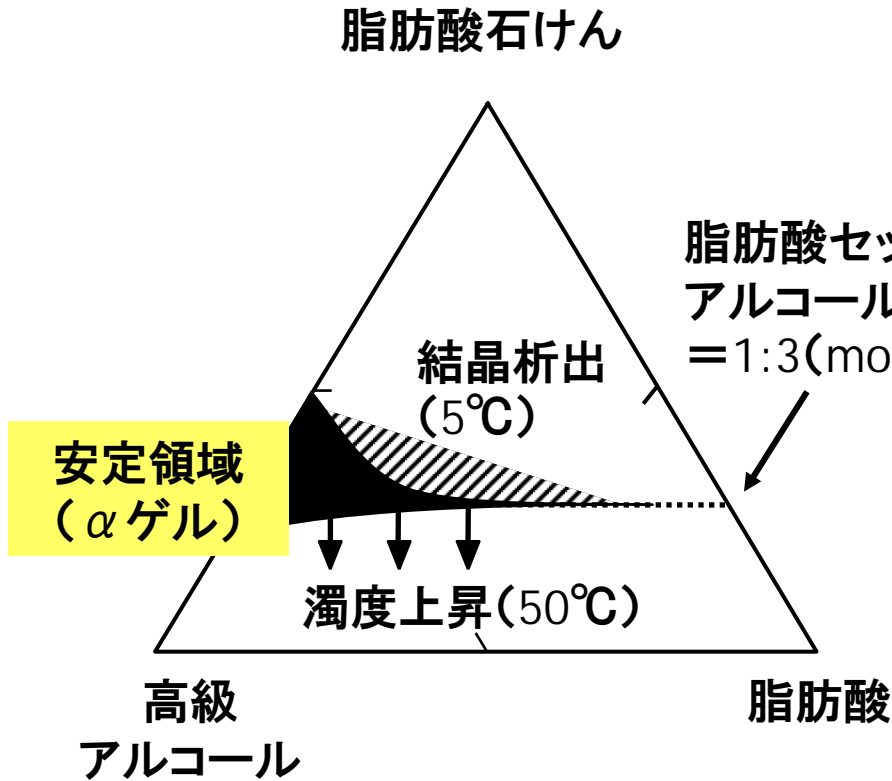 脂肪酸石けん
脂肪酸セッ
アルコール
＝1:3(mo
結晶析出
(5℃)
安定領域
(αゲル)
濁度上昇(50℃)
高級
アルコール
脂肪酸